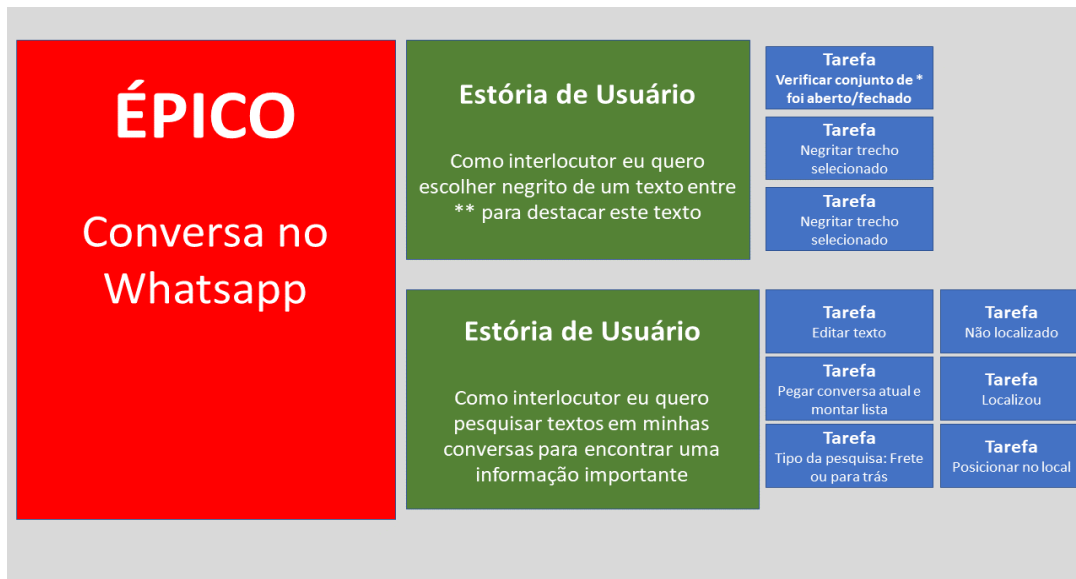 ÉPICO
Conversa no
Whatsapp
Estória de Usuário
Como interlocutor eu quero
escolher negrito de um texto entre
** para destacar este texto
Tarefa
Verificar conjunto de *
foi aberto/fechado
Tarefa
Negritar trecho
selecionado
Tarefa
Negritar trecho
selecionado
Estória de Usuário
Como interlocutor eu quero
pesquisar textos em minhas
conversas para encontrar uma
informação importante
Tarefa
Editar texto
Tarefa
Pegar conversa atual e
montar lista
Tarefa
Tipo da pesquisa: Frete
ou para trás
Tarefa
Não localizado
Tarefa
Localizou
Tarefa
Posicionar no local